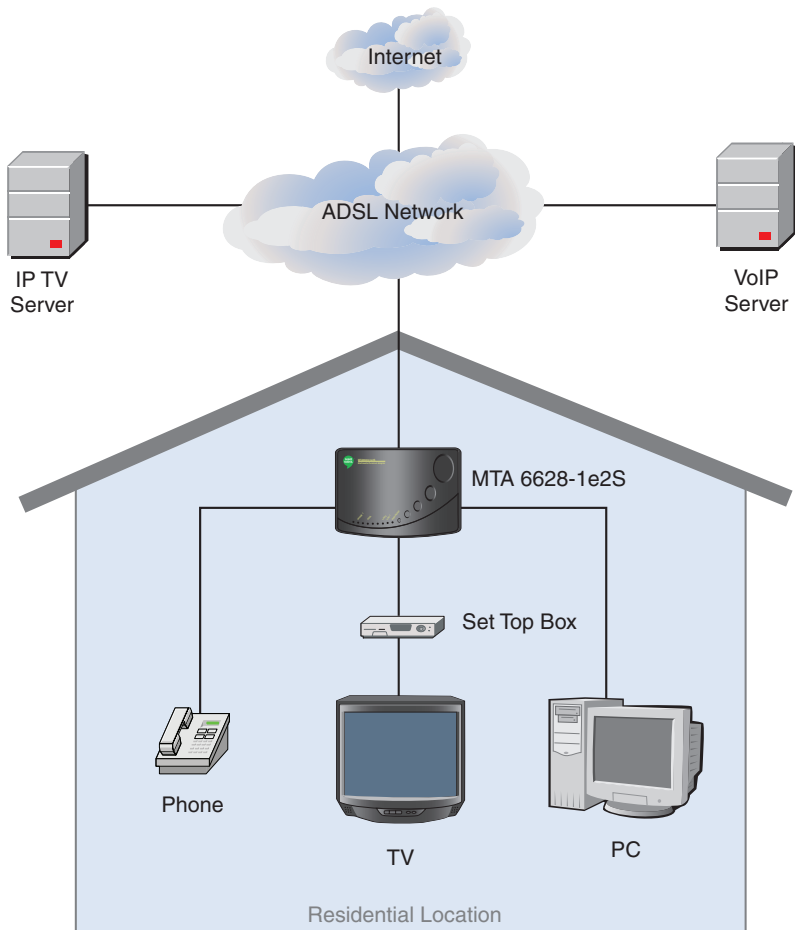 Internet
ADSL Network
IP TV
Server
VoIP
Server
MTA 6628-1e2S
Set Top Box
Phone
TV
PC
Residential Location